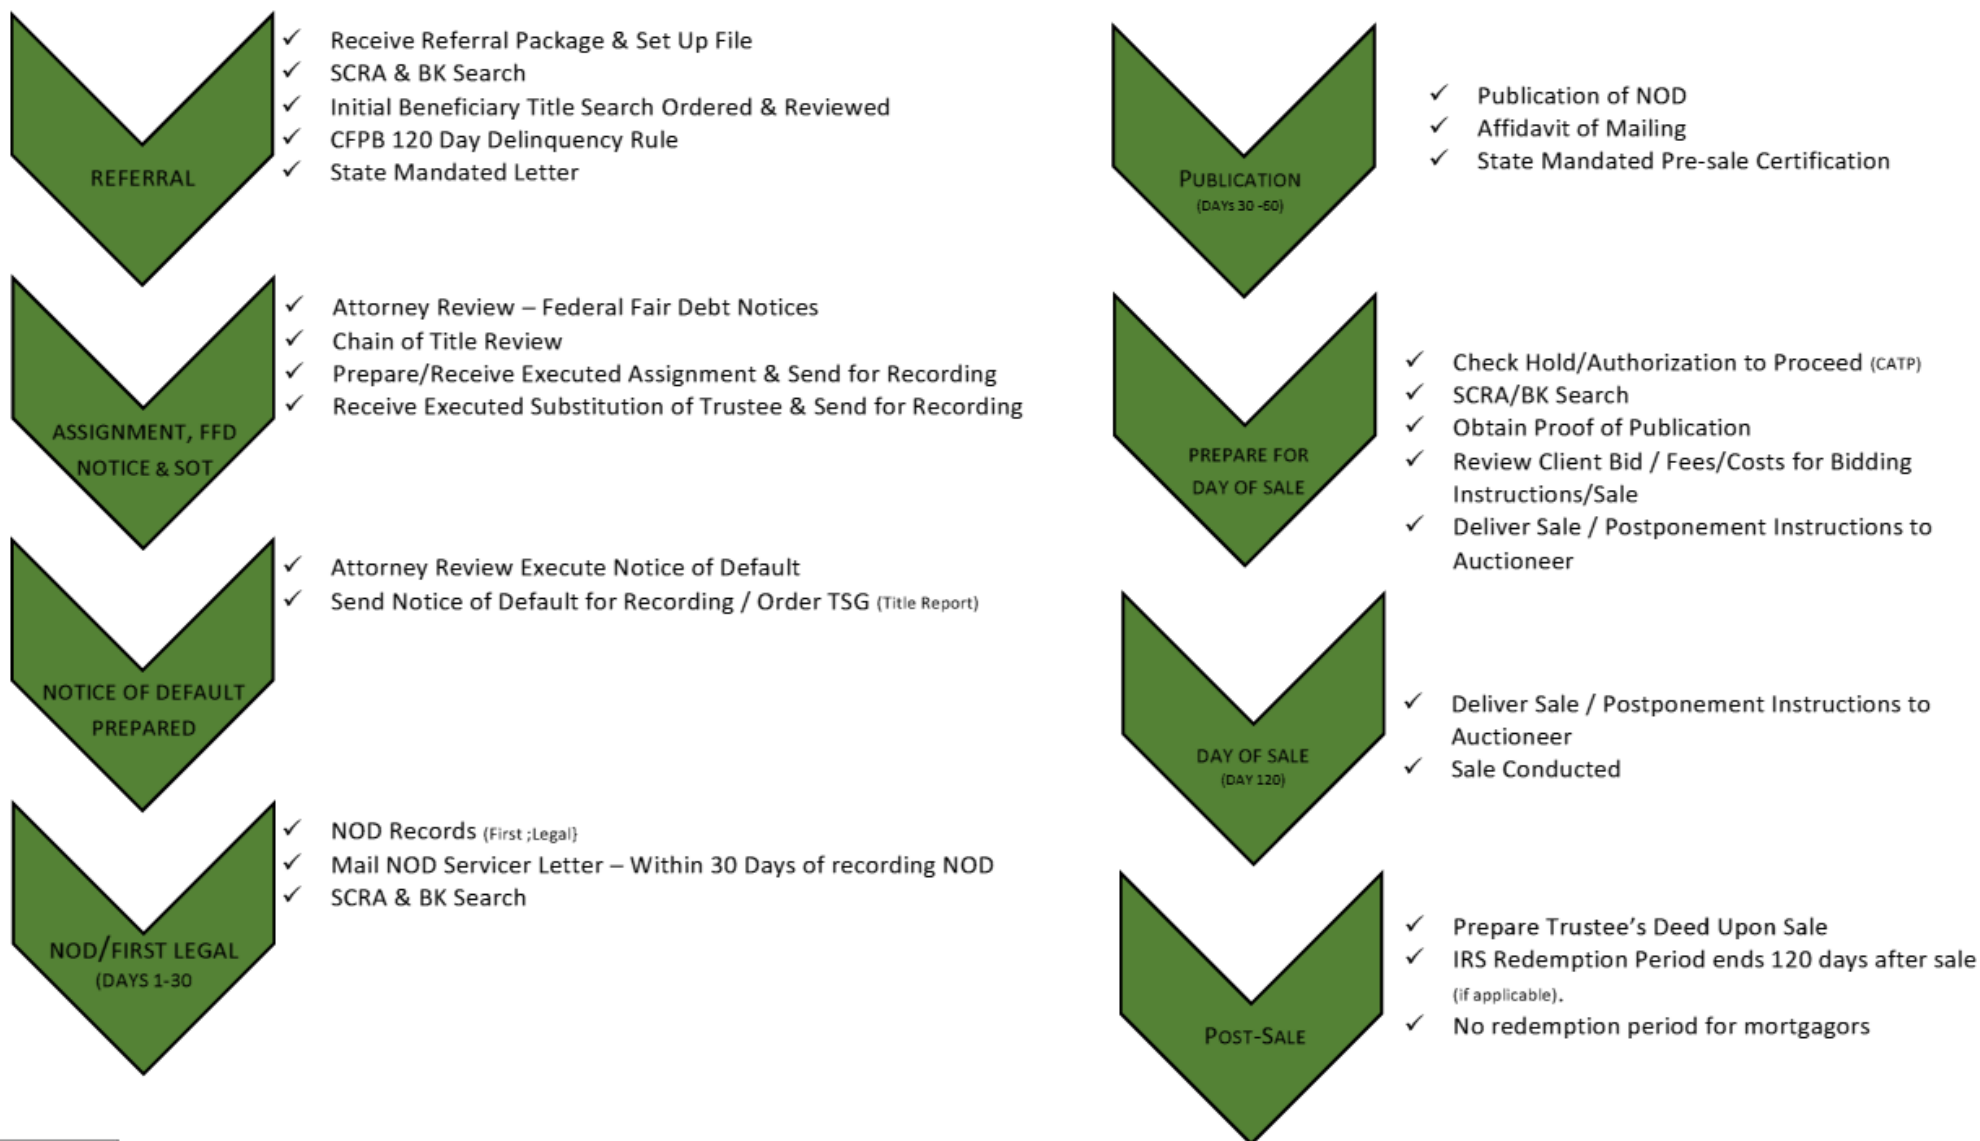 REFERRAL
✓ Receive Referral Package & Set Up File
✓ SCRA & BK Search
✓ Initial Beneficiary Title Search Ordered & Reviewed
✓ CFPB 120 Day Delinquency Rule
✓ State Mandated Letter
ASSIGNMENT, FFD
NOTICE & SOT
✓ Attorney Review – Federal Fair Debt Notices
✓ Chain of Title Review
✓ Prepare/Receive Executed Assignment & Send for Recording
✓ Receive Executed Substitution of Trustee & Send for Recording
NOTICE OF DEFAULT
PREPARED
✓ Attorney Review Execute Notice of Default
✓ Send Notice of Default for Recording / Order TSG (Title Report)
NOD/FIRST LEGAL
(DAYS 1-30
✓ NOD Records (First ;Legal}
✓ Mail NOD Servicer Letter – Within 30 Days of recording NOD
✓ SCRA & BK Search
PUBLICATION
(DAYs 30 -60)
✓ Publication of NOD
✓ Affidavit of Mailing
✓ State Mandated Pre-sale Certification
PREPARE FOR
DAY OF SALE
✓ Check Hold/Authorization to Proceed (CATP)
✓ SCRA/BK Search
✓ Obtain Proof of Publication
✓ Review Client Bid / Fees/Costs for Bidding
Instructions/Sale
✓ Deliver Sale / Postponement Instructions to
Auctioneer
DAY OF SALE
(DAY 120)
✓ Deliver Sale / Postponement Instructions to
Auctioneer
✓ Sale Conducted
POST-SALE
✓ Prepare Trustee’s Deed Upon Sale
✓ IRS Redemption Period ends 120 days after sale
(if applicable).
✓ No redemption period for mortgagors